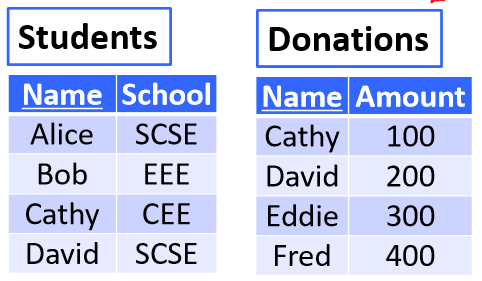 Students
Name School
Alice SCSE
Bob EEE
Cathy CEE
David SCSE
Donations
Name Amount
Cathy 100
David 200
Eddie 300
Fred 400